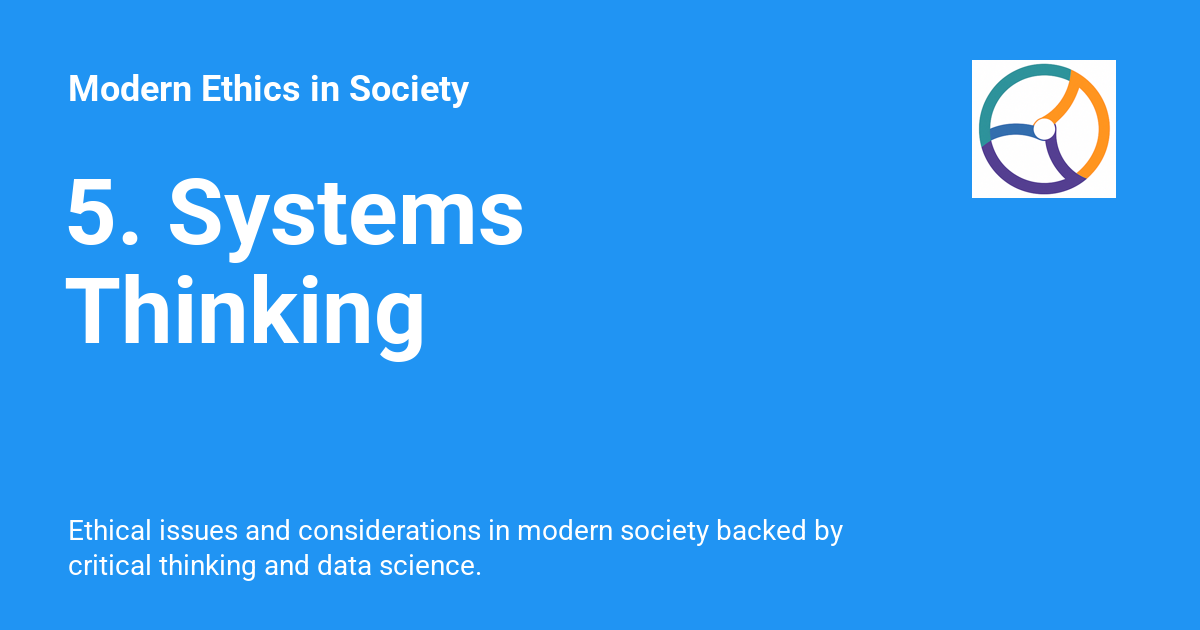 Modern Ethics in Society
5. Systems
Thinking
Ethical issues and considerations in modern society backed by
critical thinking and data science.